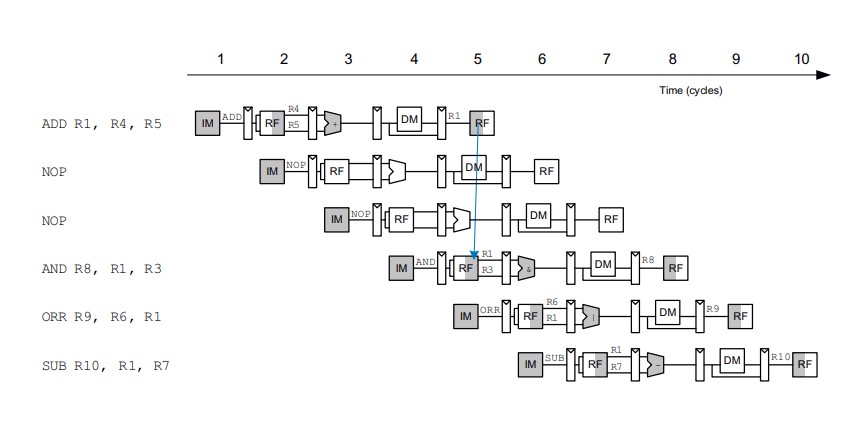 1 2 3 4 5 6 7 8 9 10
Time (cycles)
ADD R1, R4, R5 IM ADD RF R4 R5 + DM R1 RF
NOP IM NOP RF DM RF
NOP IM NOP RF DM RF
AND R8, R1, R3 IM AND RF R1 R3 & DM R8 RF
ORR R9, R6, R1 IM ORR RF R6 R1 | DM R9 RF
SUB R10, R1, R7 IM SUB RF R1 R7 - DM R10 RF